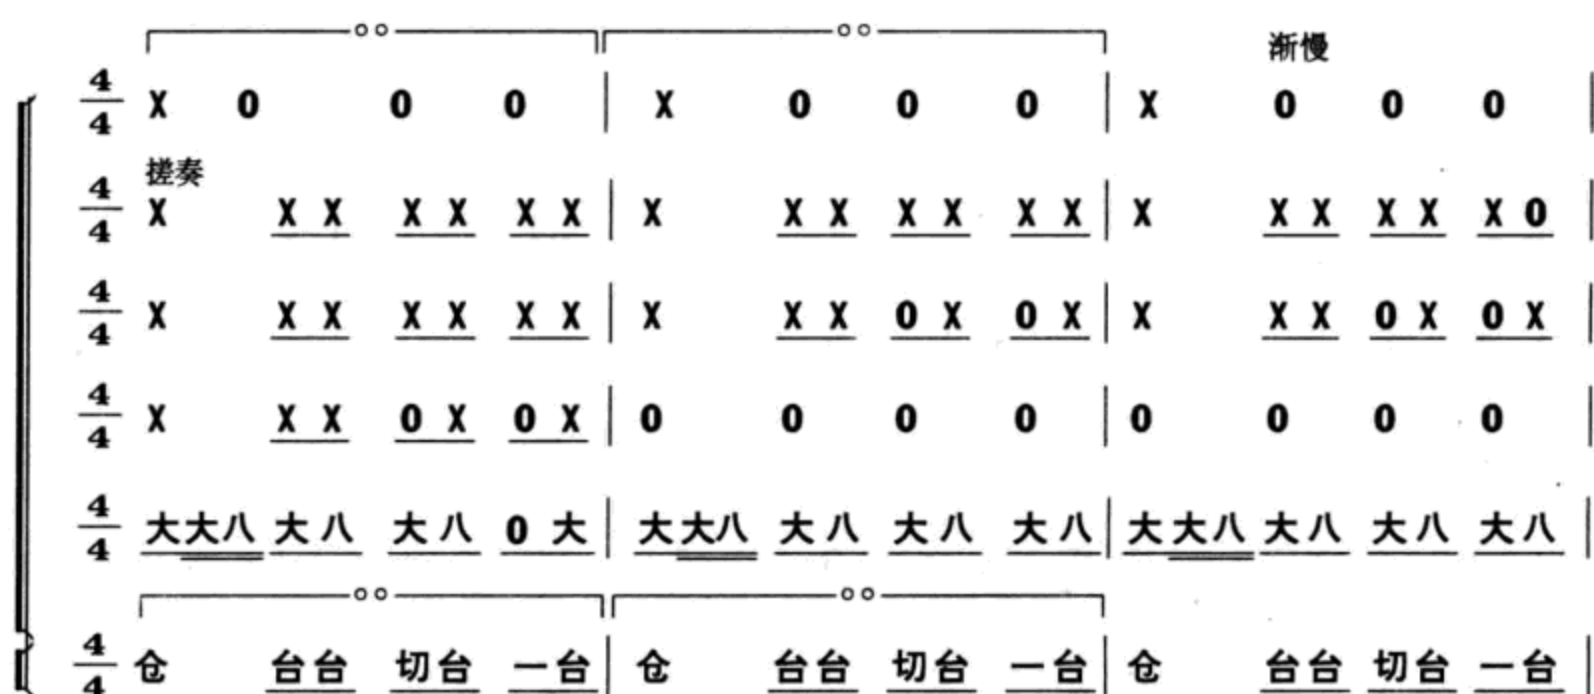 渐慢
4/4 X 0 0 0 | X 0 0 0 | X 0 0 0 |
搓奏
4/4 X X X X X X X | X X X X X X X | X X X X X X 0 |
4/4 X X X X X X X | X X X 0 X 0 X | X X X 0 X 0 X |
4/4 X X X 0 X 0 X | 0 0 0 0 | 0 0 0 0 |
4/4 大大八 大八 大八 0大 | 大大八 大八 大八 大八 | 大大八 大八 大八 大八 |
4/4 仓 台台 切台 一台 | 仓 台台 切台 一台 | 仓 台台 切台 一台 |